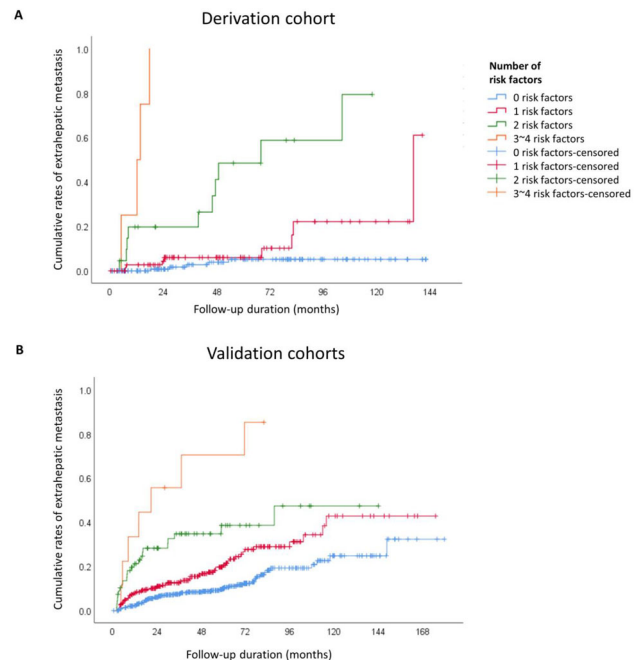 A
Derivation cohort
Cumulative rates of extrahepatic metastasis
1.0
0.8
0.6
0.4
0.2
0.0
0 24 48 72 96 120 144
Follow-up duration (months)
Number of
risk factors
0 risk factors
1 risk factors
2 risk factors
3~4 risk factors
0 risk factors-censored
1 risk factors-censored
2 risk factors-censored
3~4 risk factors-censored
B
Validation cohorts
Cumulative rates of extrahepatic metastasis
1.0
0.8
0.6
0.4
0.2
0.0
0 24 48 72 96 120 144 168
Follow-up duration (months)